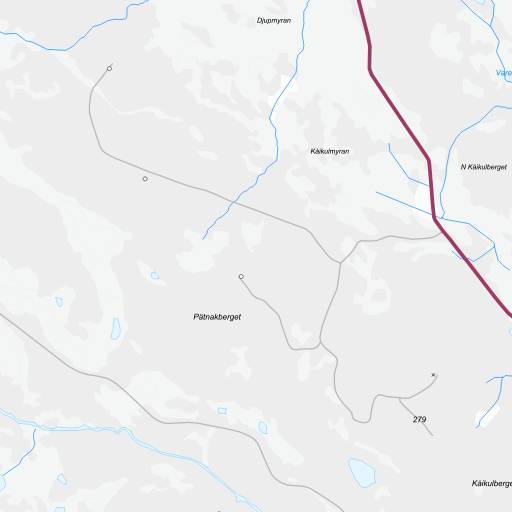 Djupmyran
Vare
Käikulmyran
N Käikulberget
Pätnakberget
279
Käikulberge